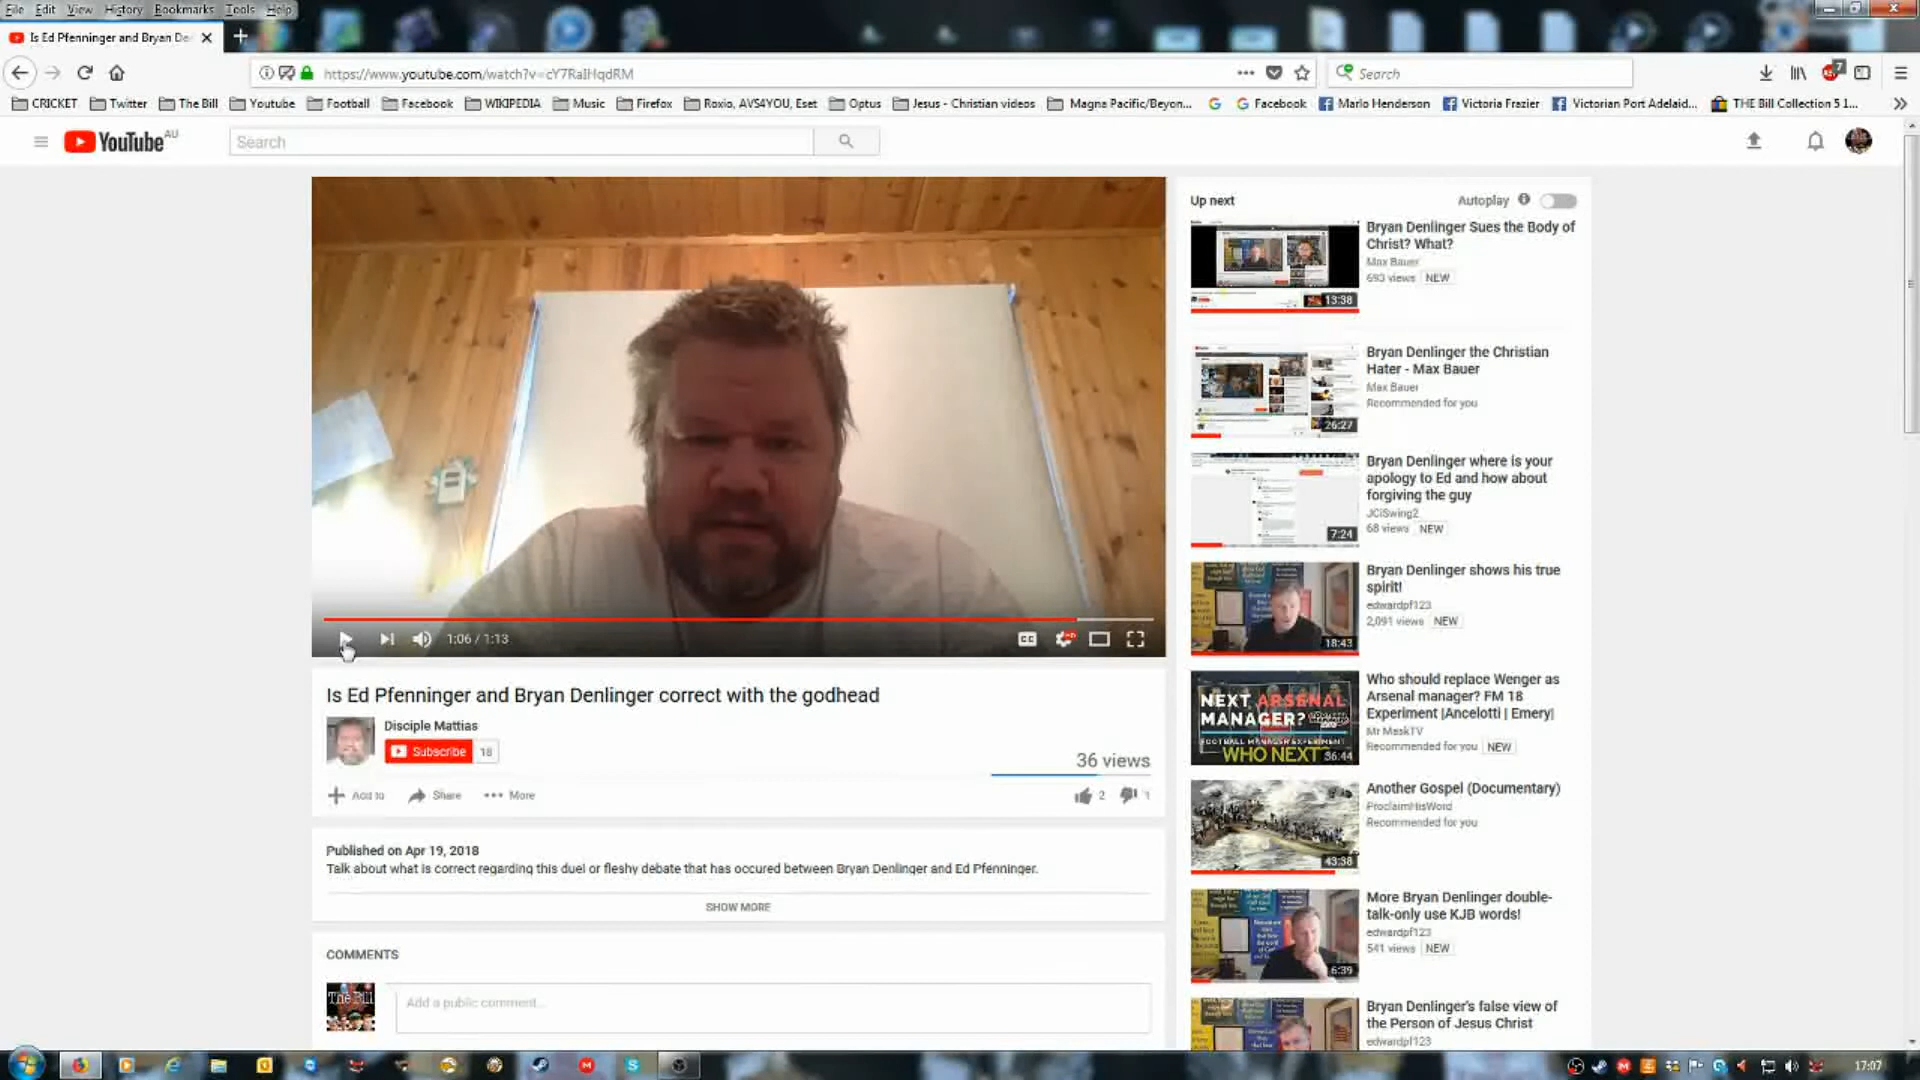 File Edit View History Bookmarks Tools Help
Is Ed Pfenninger and Bryan De
https://www.youtube.com/watch?v=cY7RaIHqdRM
Search
7
CRICKET Twitter The Bill Youtube Football Facebook WIKIPEDIA Music Firefox Roxio, AVS4YOU, Eset Optus Jesus - Christian videos Magna Pacific/Beyon... Facebook Marlo Henderson Victoria Frazier Victorian Port Adelaid... THE Bill Collection 5 1...
YouTube AU
Search
Up next
Autoplay
Bryan Denlinger Sues the Body of
Christ? What?
Max Bauer
693 views NEW
13:38
Bryan Denlinger the Christian
Hater - Max Bauer
Max Bauer
Recommended for you
26:27
Bryan Denlinger where is your
apology to Ed and how about
forgiving the guy
JCiSwing2
68 views NEW
7:24
Bryan Denlinger shows his true
spirit!
edwardpf123
2,091 views NEW
18:43
Who should replace Wenger as
Arsenal manager? FM 18
Experiment |Ancelotti | Emery|
Mr MaskTV
Recommended for you NEW
NEXT ARSENAL
MANAGER?
FOOTBALL MANAGER EXPERIMENT
WHO NEXT?
36:44
Another Gospel (Documentary)
ProclaimHisWord
Recommended for you
43:38
More Bryan Denlinger double-
talk-only use KJB words!
edwardpf123
541 views NEW
6:39
Bryan Denlinger's false view of
the Person of Jesus Christ
edwardpf123
1:06 / 1:13
CC
Is Ed Pfenninger and Bryan Denlinger correct with the godhead
Disciple Mattias
Subscribe 18
36 views
Add to Share More
2 1
Published on Apr 19, 2018
Talk about what is correct regarding this duel or fleshy debate that has occured between Bryan Denlinger and Ed Pfenninger.
SHOW MORE
COMMENTS
The Bill
Add a public comment...
17:07